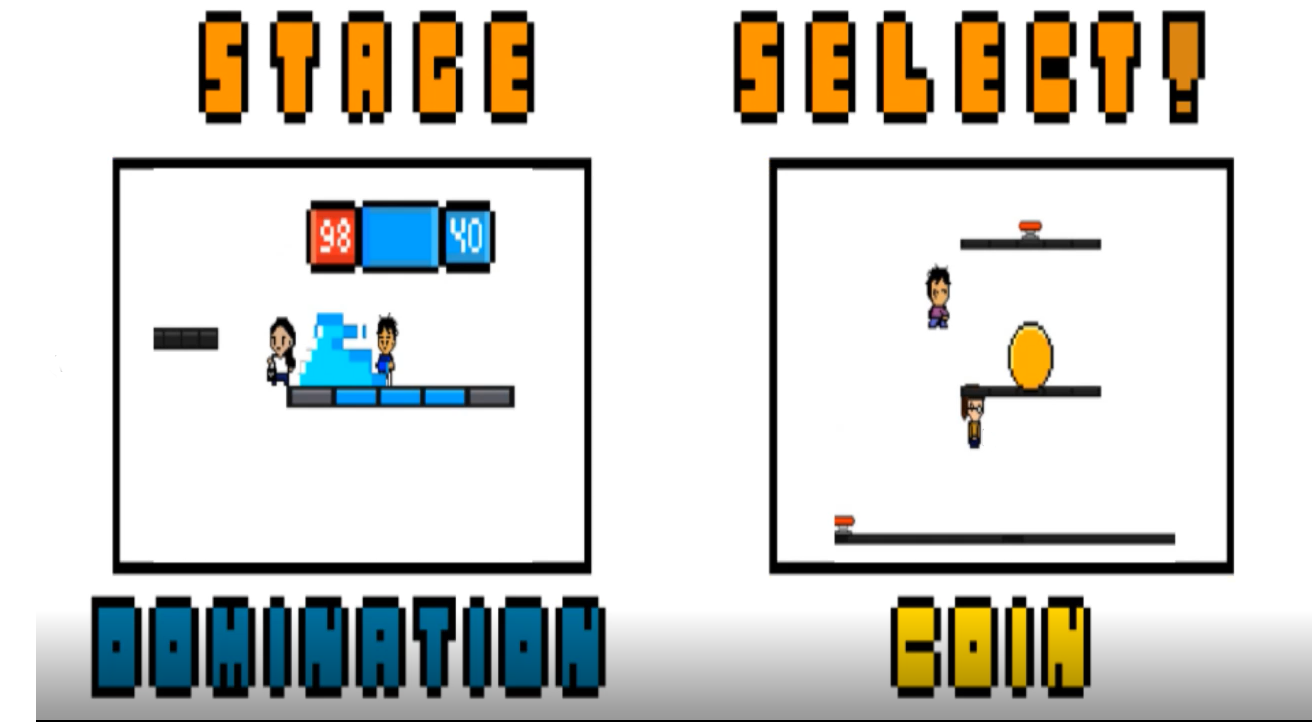 STAGE SELECT!
98 40
DOMINATION
COIN